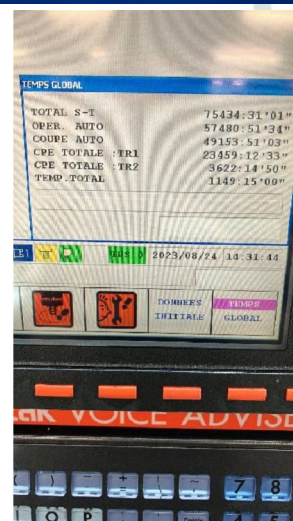 TEMPS GLOBAL
TOTAL S-T 75434:31'01"
OPER. AUTO 57480:51'34"
COUPE AUTO 49153:51'03"
CPE TOTALE :TR1 23459:12'33"
CPE TOTALE :TR2 3622:14'50"
TEMP.TOTAL 1149:15'00"
2023/08/24 14:31:44
DONNEES INITIALE
TEMPS GLOBAL
VOICE ADVISE
( ) - + = 7 8
O P